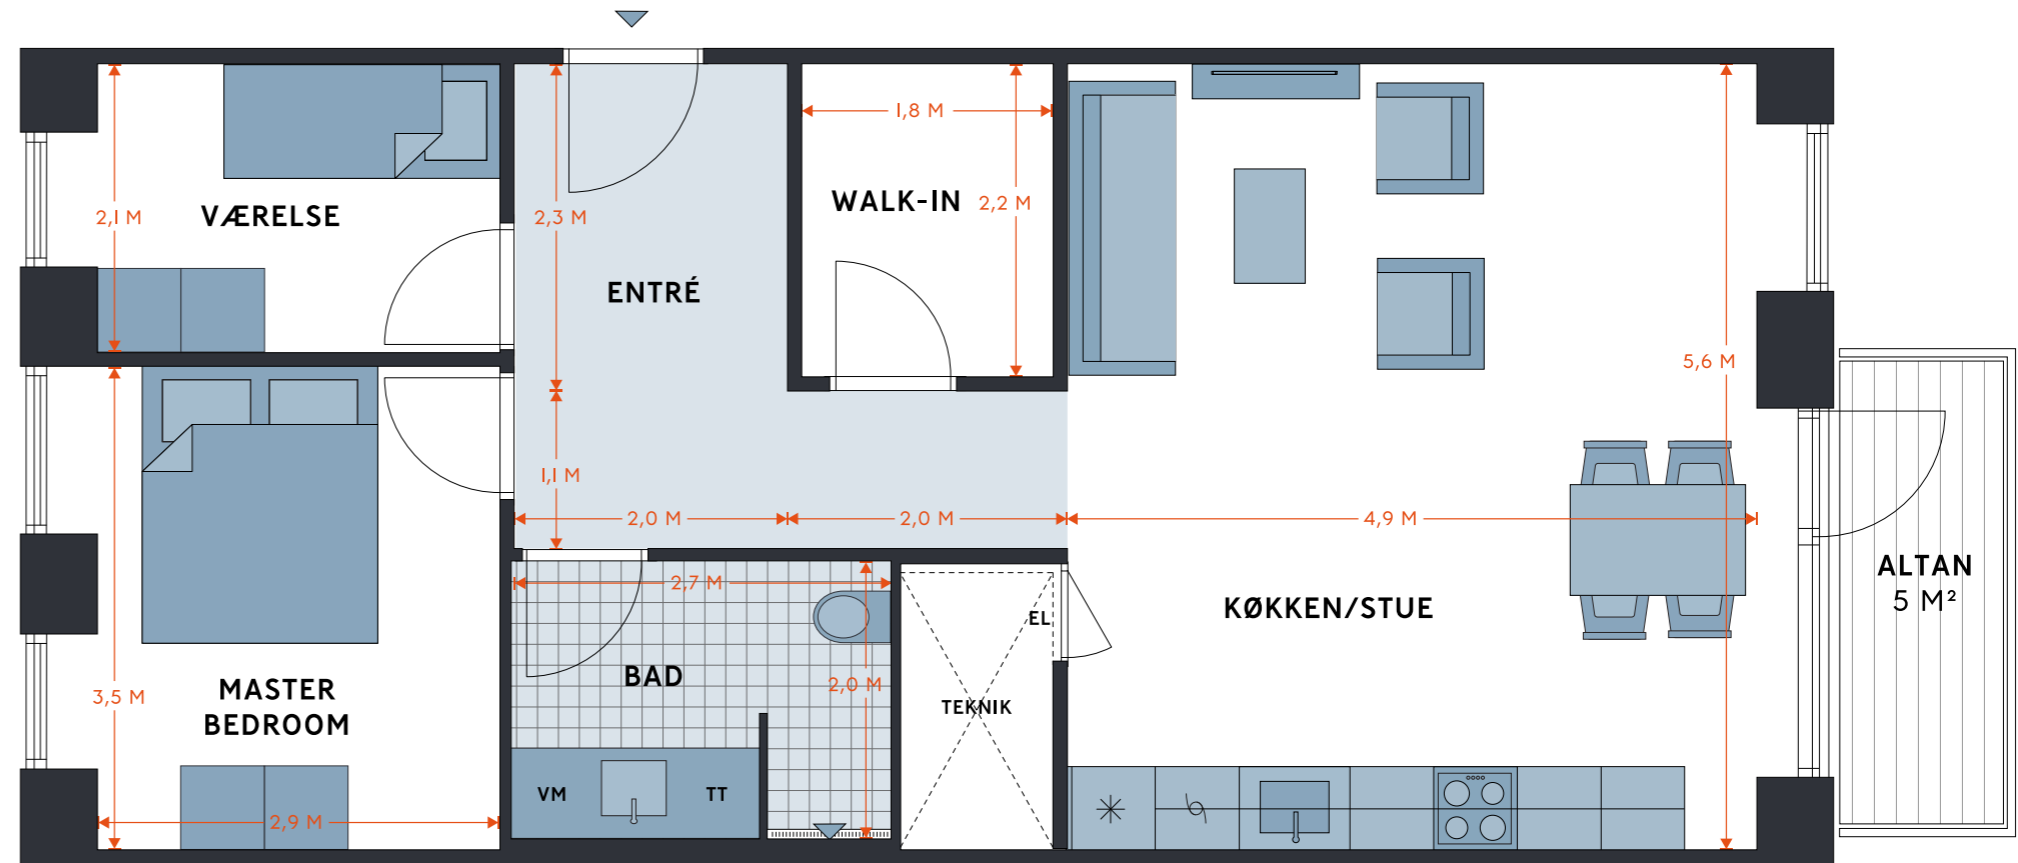 1,8 M
2,1 M
VÆRELSE
2,3 M
WALK-IN
2,2 M
ENTRÉ
5,6 M
1,1 M
2,0 M
2,0 M
4,9 M
2,7 M
ALTAN
5 M²
EL
KØKKEN/STUE
BAD
2,0 M
3,5 M
MASTER
BEDROOM
TEKNIK
VM
TT
2,9 M